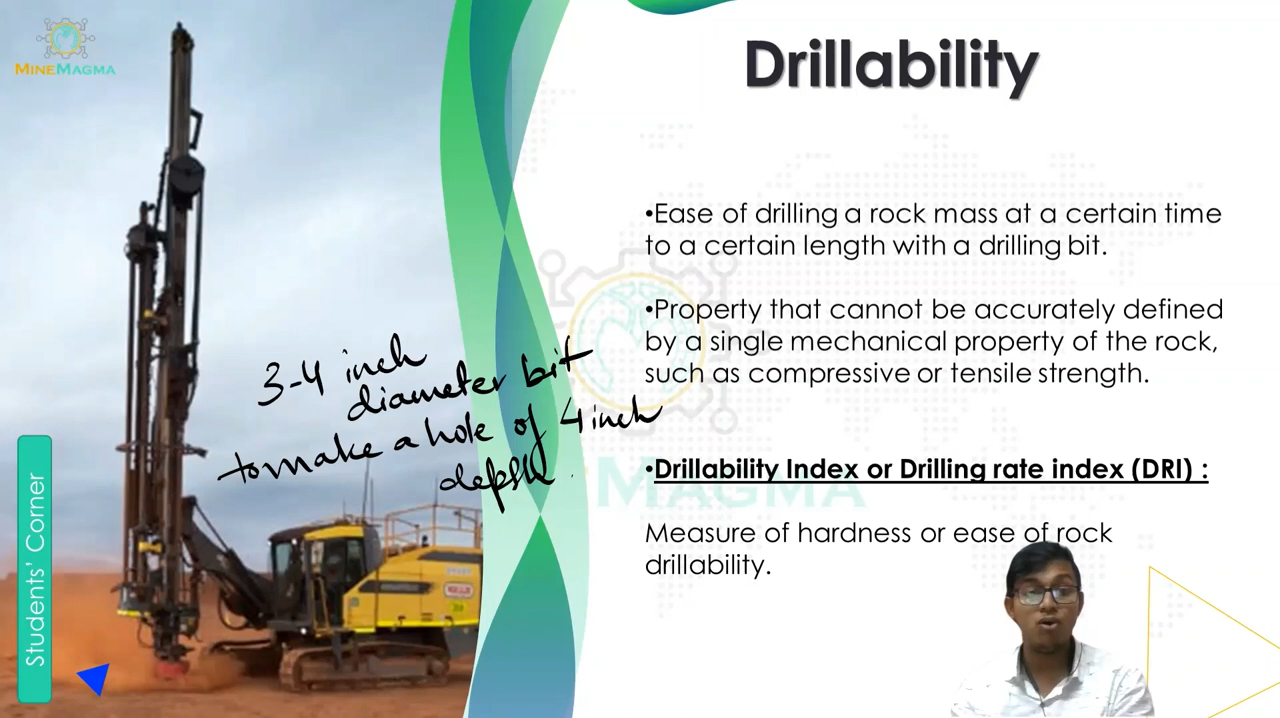 MINEMAGMA
Drillability
•Ease of drilling a rock mass at a certain time
to a certain length with a drilling bit.
•Property that cannot be accurately defined
by a single mechanical property of the rock,
such as compressive or tensile strength.
3-4 inch
diameter bit
to make a hole of 4 inch
depth.
•Drillability Index or Drilling rate index (DRI) :
Measure of hardness or ease of rock
drillability.
Students' Corner
MAGMA